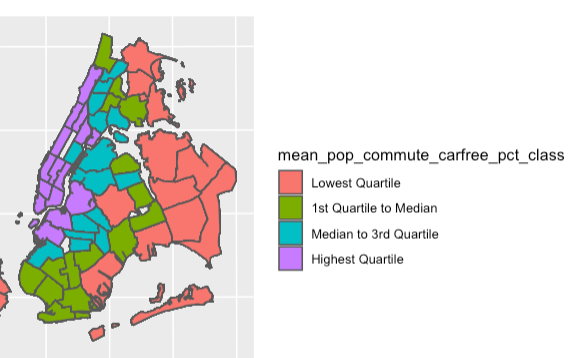 mean_pop_commute_carfree_pct_class
Lowest Quartile
1st Quartile to Median
Median to 3rd Quartile
Highest Quartile